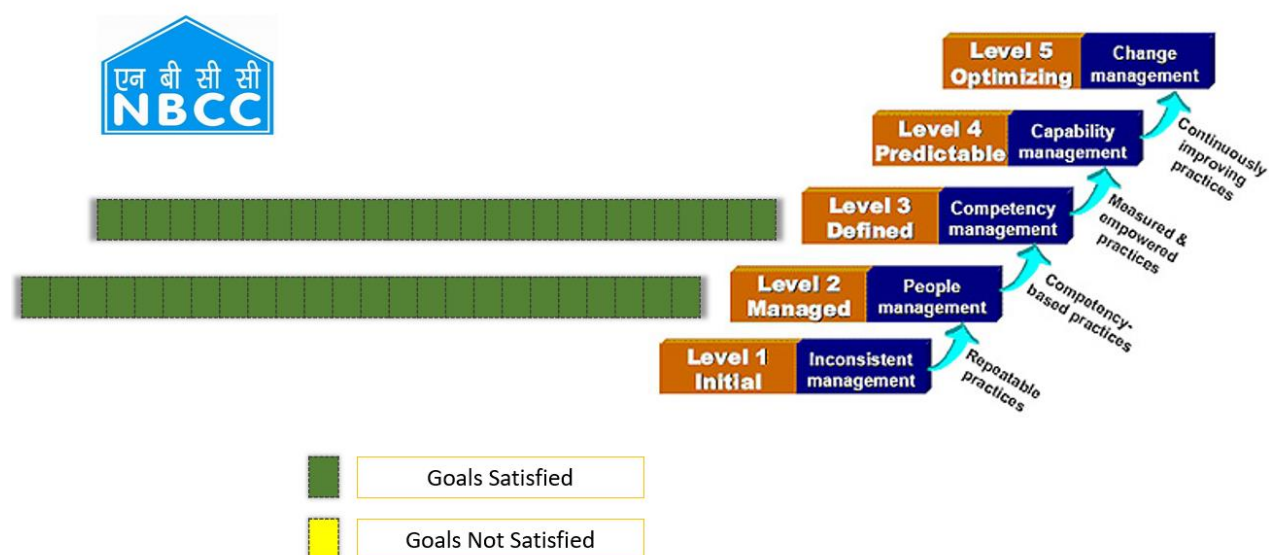 एन बी सी सी
NBCC
Level 5
Optimizing
Change
management
Continuously
improving
practices
Level 4
Predictable
Capability
management
Measured &
empowered
practices
Level 3
Defined
Competency
management
Competency-
based practices
Level 2
Managed
People
management
Repeatable
practices
Level 1
Initial
Inconsistent
management
Goals Satisfied
Goals Not Satisfied